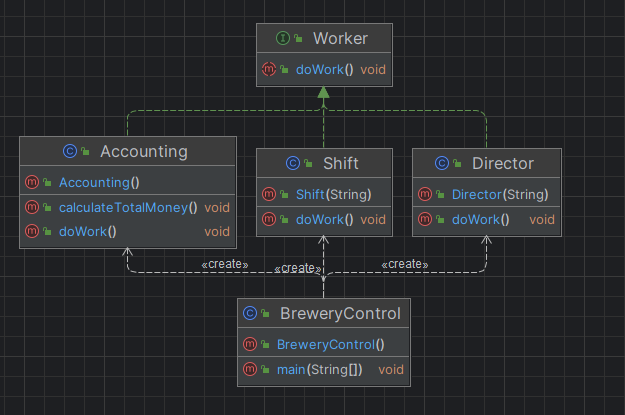 Worker
doWork() void
Accounting
Accounting()
calculateTotalMoney() void
doWork() void
Shift
Shift(String)
doWork() void
Director
Director(String)
doWork() void
«create» «create» «create»
BreweryControl
BreweryControl()
main(String[]) void